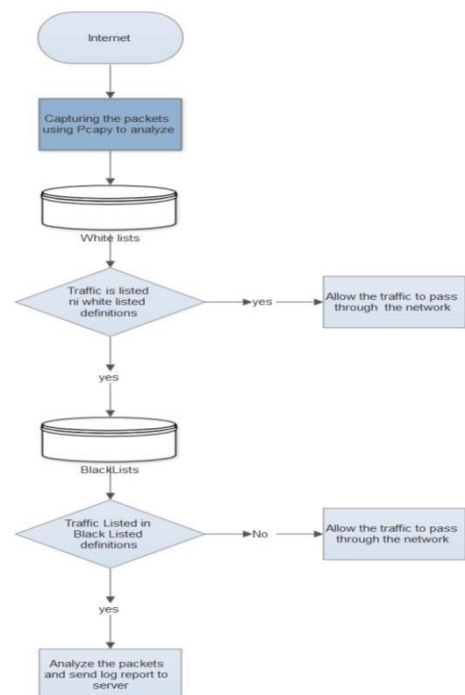 Internet
Capturing the packets
using Pcapy to analyze
White lists
Traffic is listed
ni white listed
definitions
yes
Allow the traffic to pass
through the network
yes
BlackLists
Traffic Listed in
Black Listed
definitions
No
Allow the traffic to pass
through the network
yes
Analyze the packets
and send log report to
server